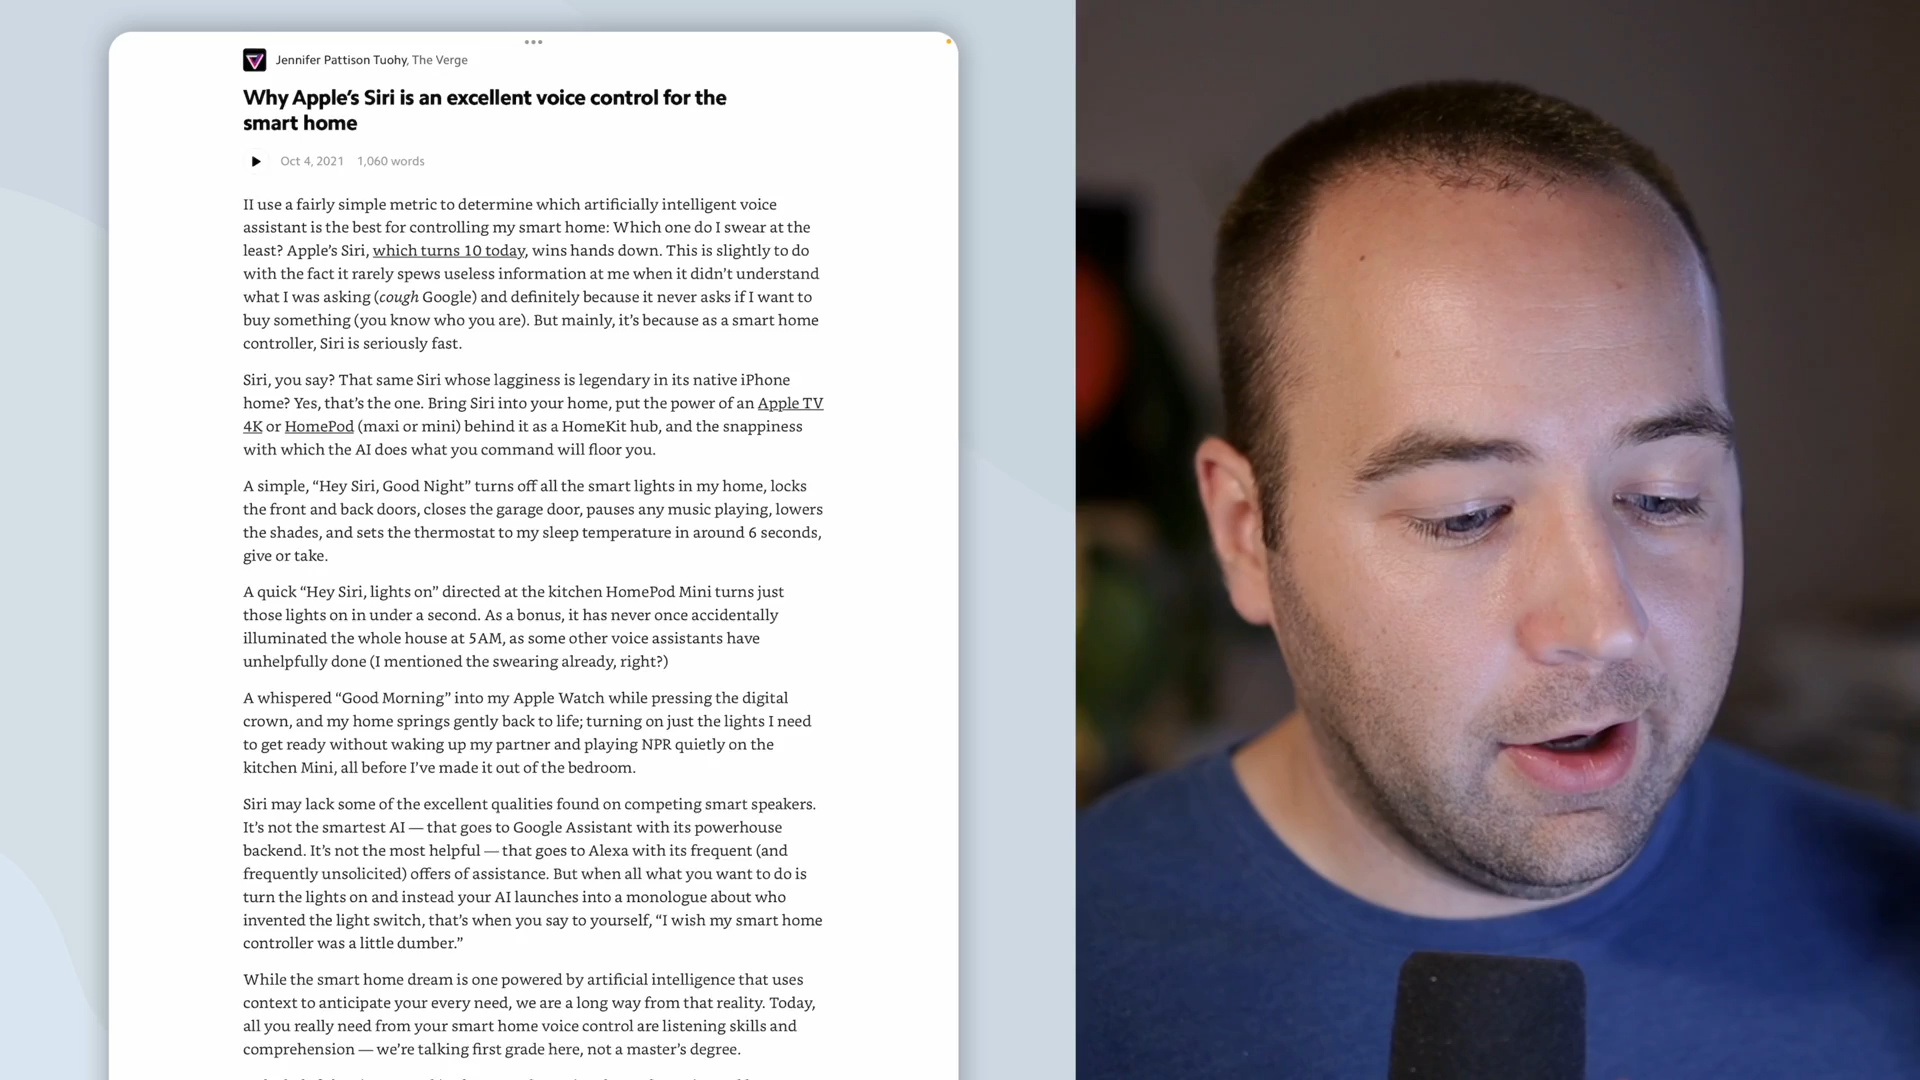 Jennifer Pattison Tuohy, The Verge
Why Apple’s Siri is an excellent voice control for the
smart home
Oct 4, 2021 1,060 words
II use a fairly simple metric to determine which artificially intelligent voice
assistant is the best for controlling my smart home: Which one do I swear at the
least? Apple’s Siri, which turns 10 today, wins hands down. This is slightly to do
with the fact it rarely spews useless information at me when it didn’t understand
what I was asking (cough Google) and definitely because it never asks if I want to
buy something (you know who you are). But mainly, it’s because as a smart home
controller, Siri is seriously fast.
Siri, you say? That same Siri whose lagginess is legendary in its native iPhone
home? Yes, that’s the one. Bring Siri into your home, put the power of an Apple TV
4K or HomePod (maxi or mini) behind it as a HomeKit hub, and the snappiness
with which the AI does what you command will floor you.
A simple, “Hey Siri, Good Night” turns off all the smart lights in my home, locks
the front and back doors, closes the garage door, pauses any music playing, lowers
the shades, and sets the thermostat to my sleep temperature in around 6 seconds,
give or take.
A quick “Hey Siri, lights on” directed at the kitchen HomePod Mini turns just
those lights on in under a second. As a bonus, it has never once accidentally
illuminated the whole house at 5AM, as some other voice assistants have
unhelpfully done (I mentioned the swearing already, right?)
A whispered “Good Morning” into my Apple Watch while pressing the digital
crown, and my home springs gently back to life; turning on just the lights I need
to get ready without waking up my partner and playing NPR quietly on the
kitchen Mini, all before I’ve made it out of the bedroom.
Siri may lack some of the excellent qualities found on competing smart speakers.
It’s not the smartest AI — that goes to Google Assistant with its powerhouse
backend. It’s not the most helpful — that goes to Alexa with its frequent (and
frequently unsolicited) offers of assistance. But when all what you want to do is
turn the lights on and instead your AI launches into a monologue about who
invented the light switch, that’s when you say to yourself, “I wish my smart home
controller was a little dumber.”
While the smart home dream is one powered by artificial intelligence that uses
context to anticipate your every need, we are a long way from that reality. Today,
all you really need from your smart home voice control are listening skills and
comprehension — we’re talking first grade here, not a master’s degree.